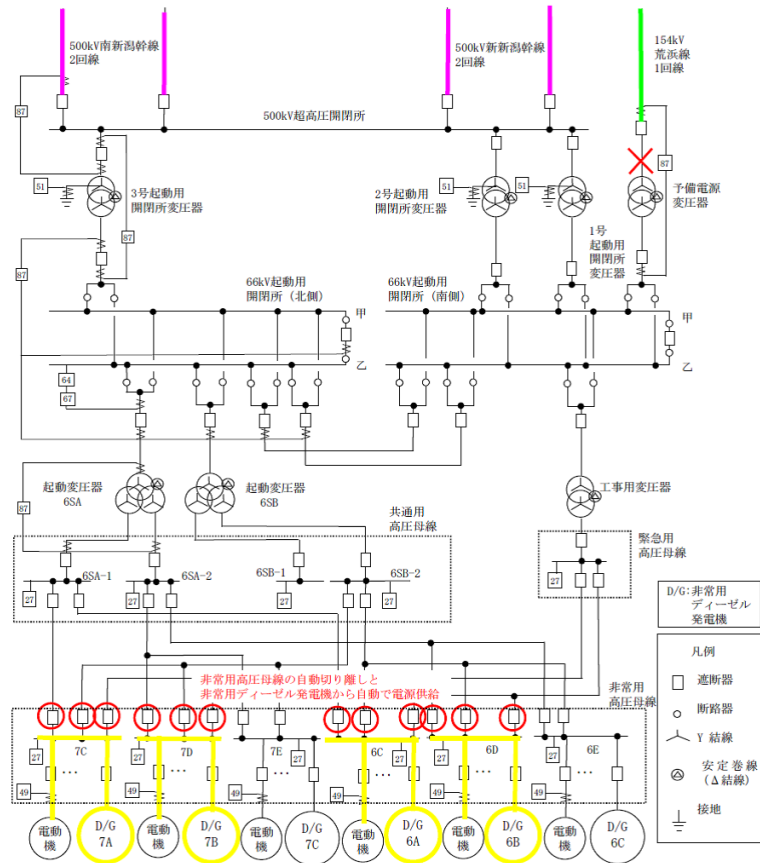 500kV南新潟幹線
2回線
500kV新新潟幹線
2回線
154kV
荒浜線
1回線
87
500kV超高圧開閉所
87
51
3号起動用
開閉所変圧器
51
2号起動用
開閉所変圧器
51
予備電源
変圧器
87
87
1号
起動用
開閉所
変圧器
66kV起動用
開閉所（北側）
66kV起動用
開閉所（南側）
甲
甲
乙
乙
64
67
起動変圧器
6SA
起動変圧器
6SB
工事用変圧器
87
共通用
高圧母線
緊急用
高圧母線
6SA-1
6SA-2
6SB-1
6SB-2
27
27
27
27
27
D/G:非常用
ディーゼル
発電機
凡例
遮断器
断路器
Y 結線
安定巻線
(Δ結線)
接地
非常用高圧母線の自動切り離しと
非常用ディーゼル発電機から自動で電源供給
非常用
高圧母線
27
7C
27
7D
27
7E
6C
27
6D
27
27
6E
…
…
…
…
…
…
49
49
49
49
49
49
電動
機
D/G
7A
電動
機
D/G
7B
電動
機
D/G
7C
電動
機
D/G
6A
電動
機
D/G
6B
電動
機
D/G
6C